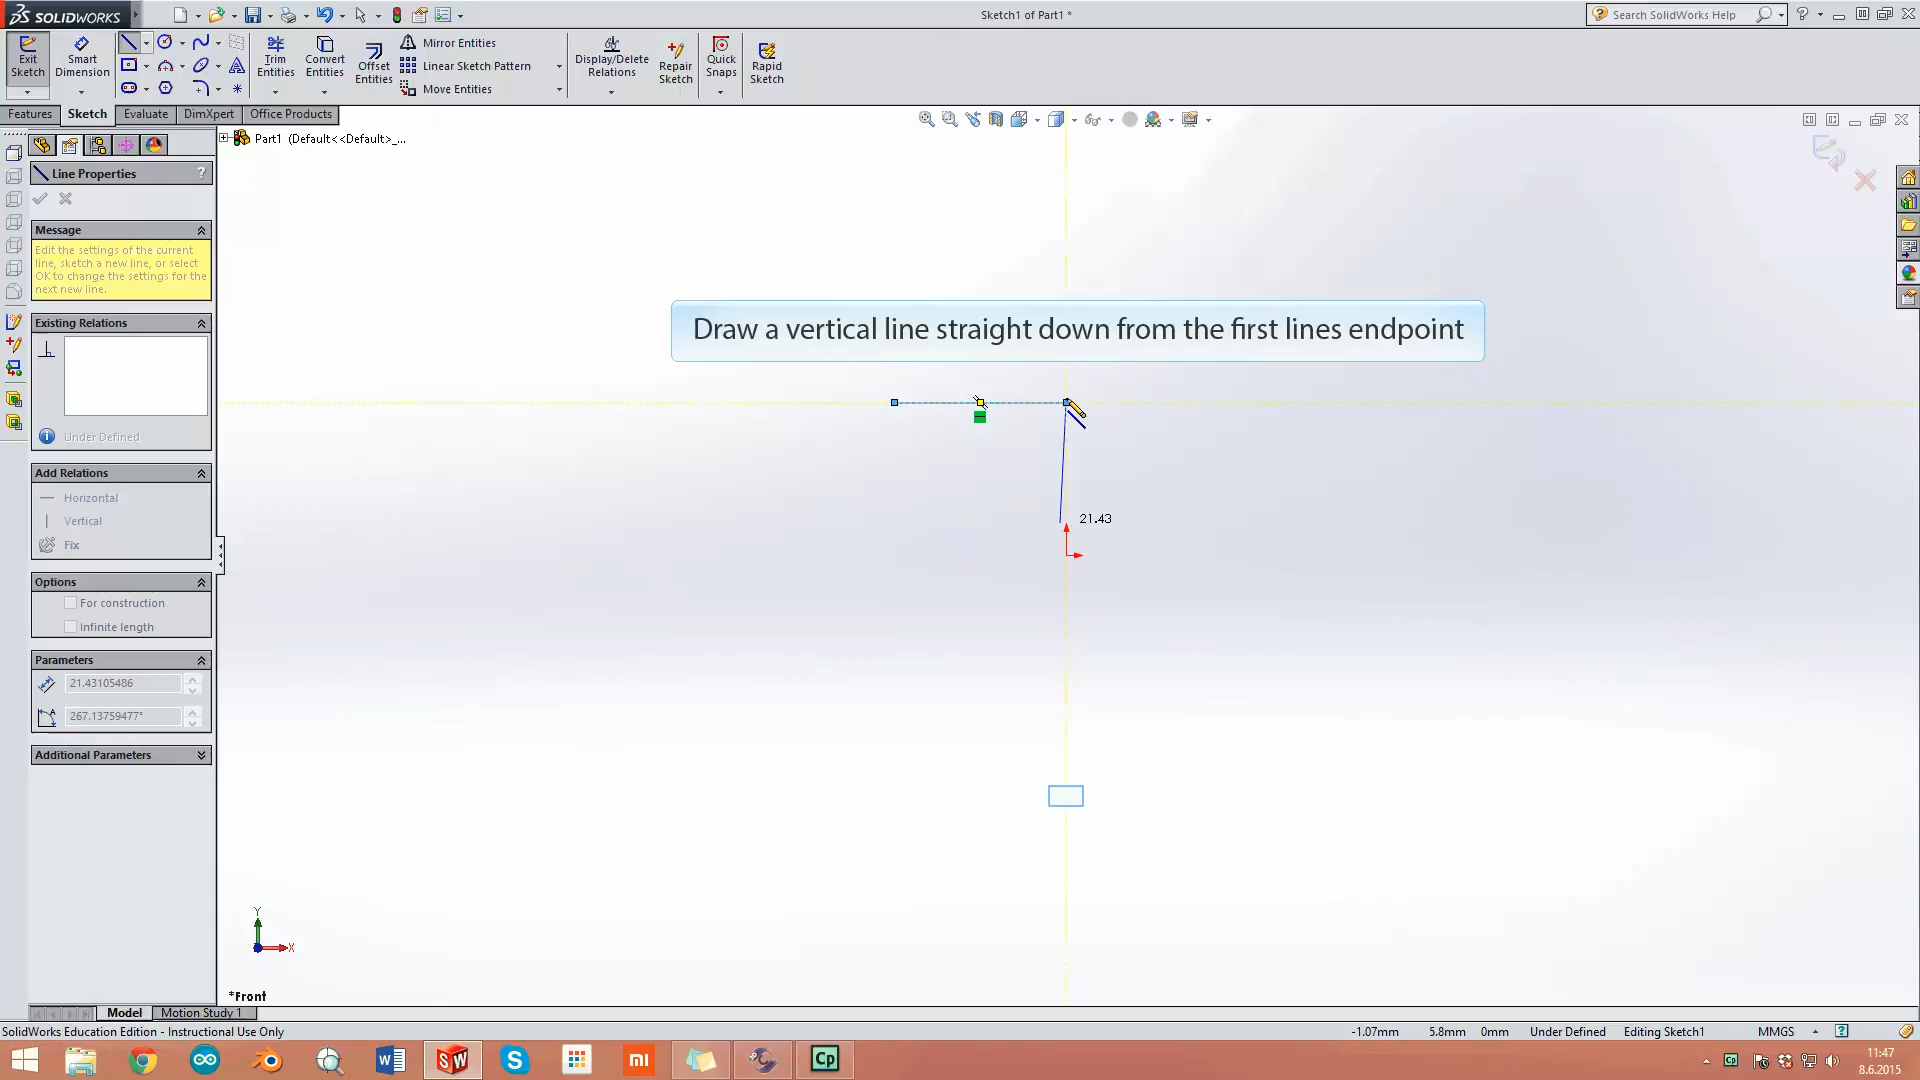 SOLIDWORKS
Sketch1 of Part1 *
Search SolidWorks Help
Exit Sketch
Smart Dimension
Trim Entities
Convert Entities
Offset Entities
Mirror Entities
Linear Sketch Pattern
Move Entities
Display/Delete Relations
Repair Sketch
Quick Snaps
Rapid Sketch
Features
Sketch
Evaluate
DimXpert
Office Products
Part1 (Default<<Default>_...
Line Properties
?
Message
Edit the settings of the current
line, sketch a new line, or select
OK to change the settings for the
next new line.
Existing Relations
Under Defined
Add Relations
Horizontal
Vertical
Fix
Options
For construction
Infinite length
Parameters
21.43105486
267.13759477°
Additional Parameters
Draw a vertical line straight down from the first lines endpoint
21.43
Y
X
*Front
Model
Motion Study 1
SolidWorks Education Edition - Instructional Use Only
-1.07mm
5.8mm
0mm
Under Defined
Editing Sketch1
MMGS
?
W
SW
S
mi
Cp
Cp
11:47
8.6.2015